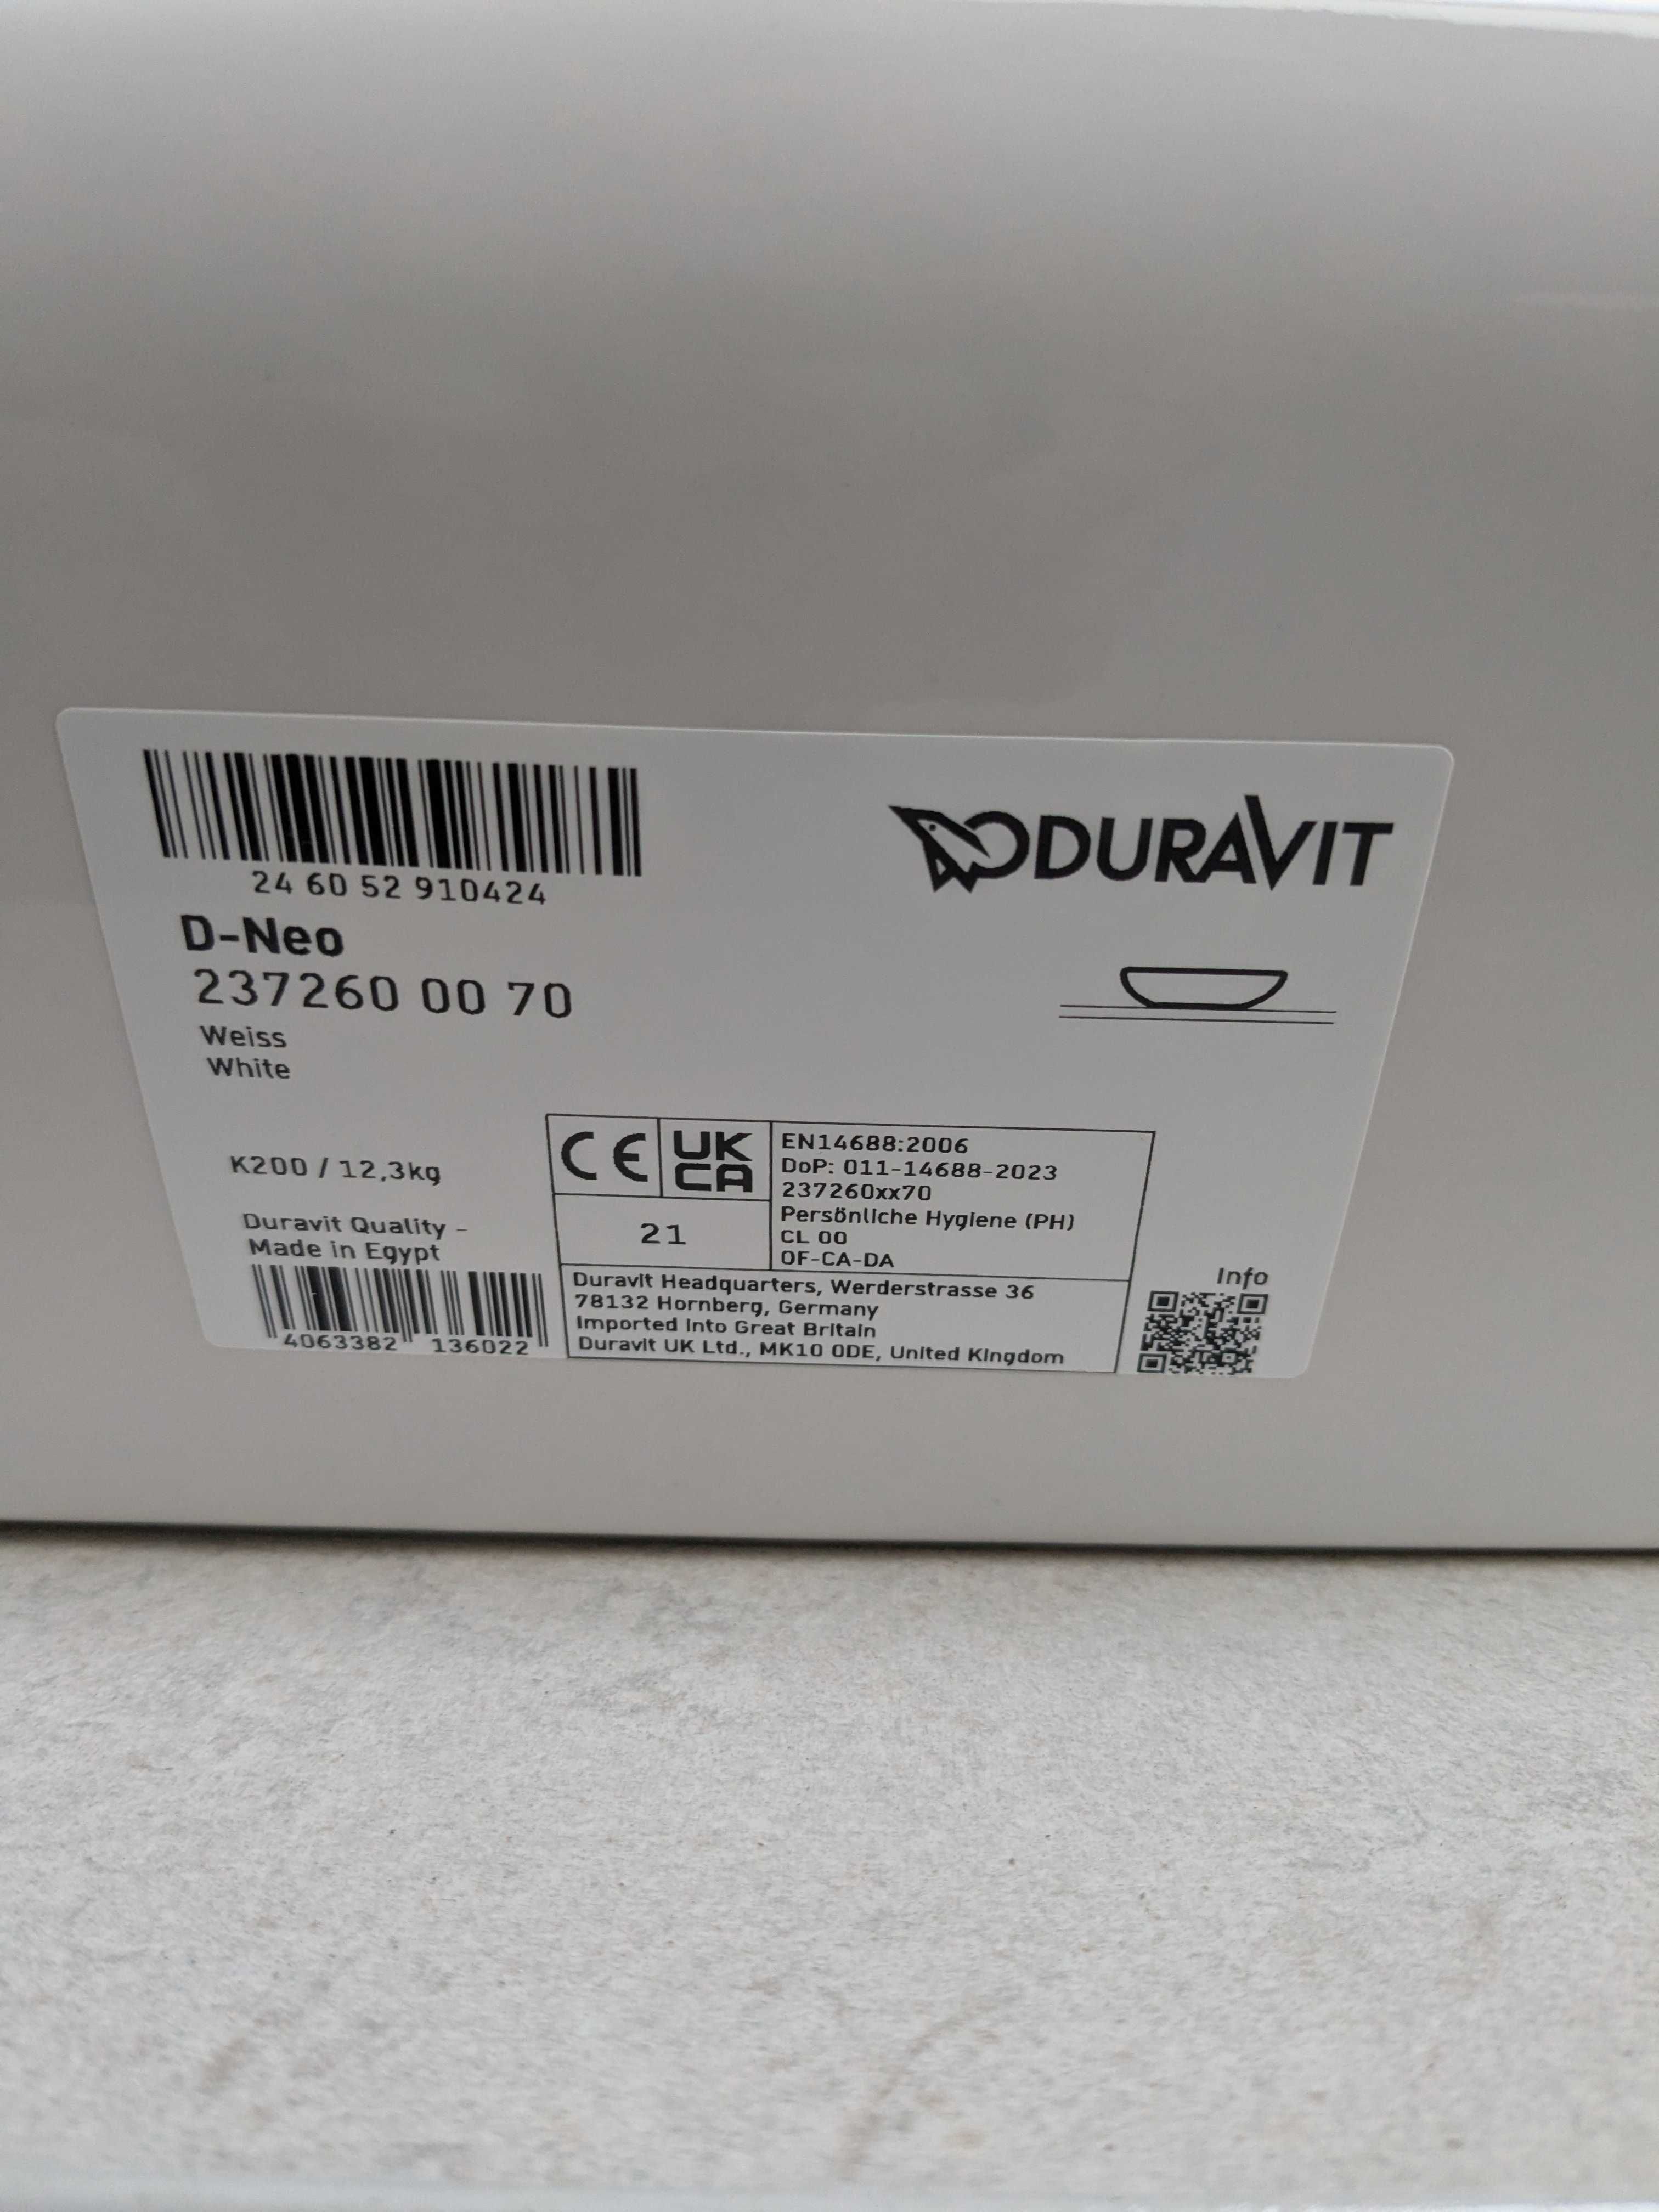 24 60 52 910424
DURAVIT
D-Neo
237260 00 70
Weiss
White
K200 / 12,3kg
Duravit Quality -
Made in Egypt
4063382 136022
CE
UK
CA
21
EN14688:2006
DoP: 011-14688-2023
237260xx70
Persönliche Hygiene (PH)
CL 00
OF-CA-DA
Duravit Headquarters, Werderstrasse 36
78132 Hornberg, Germany
Imported into Great Britain
Duravit UK Ltd., MK10 0DE, United Kingdom
Info